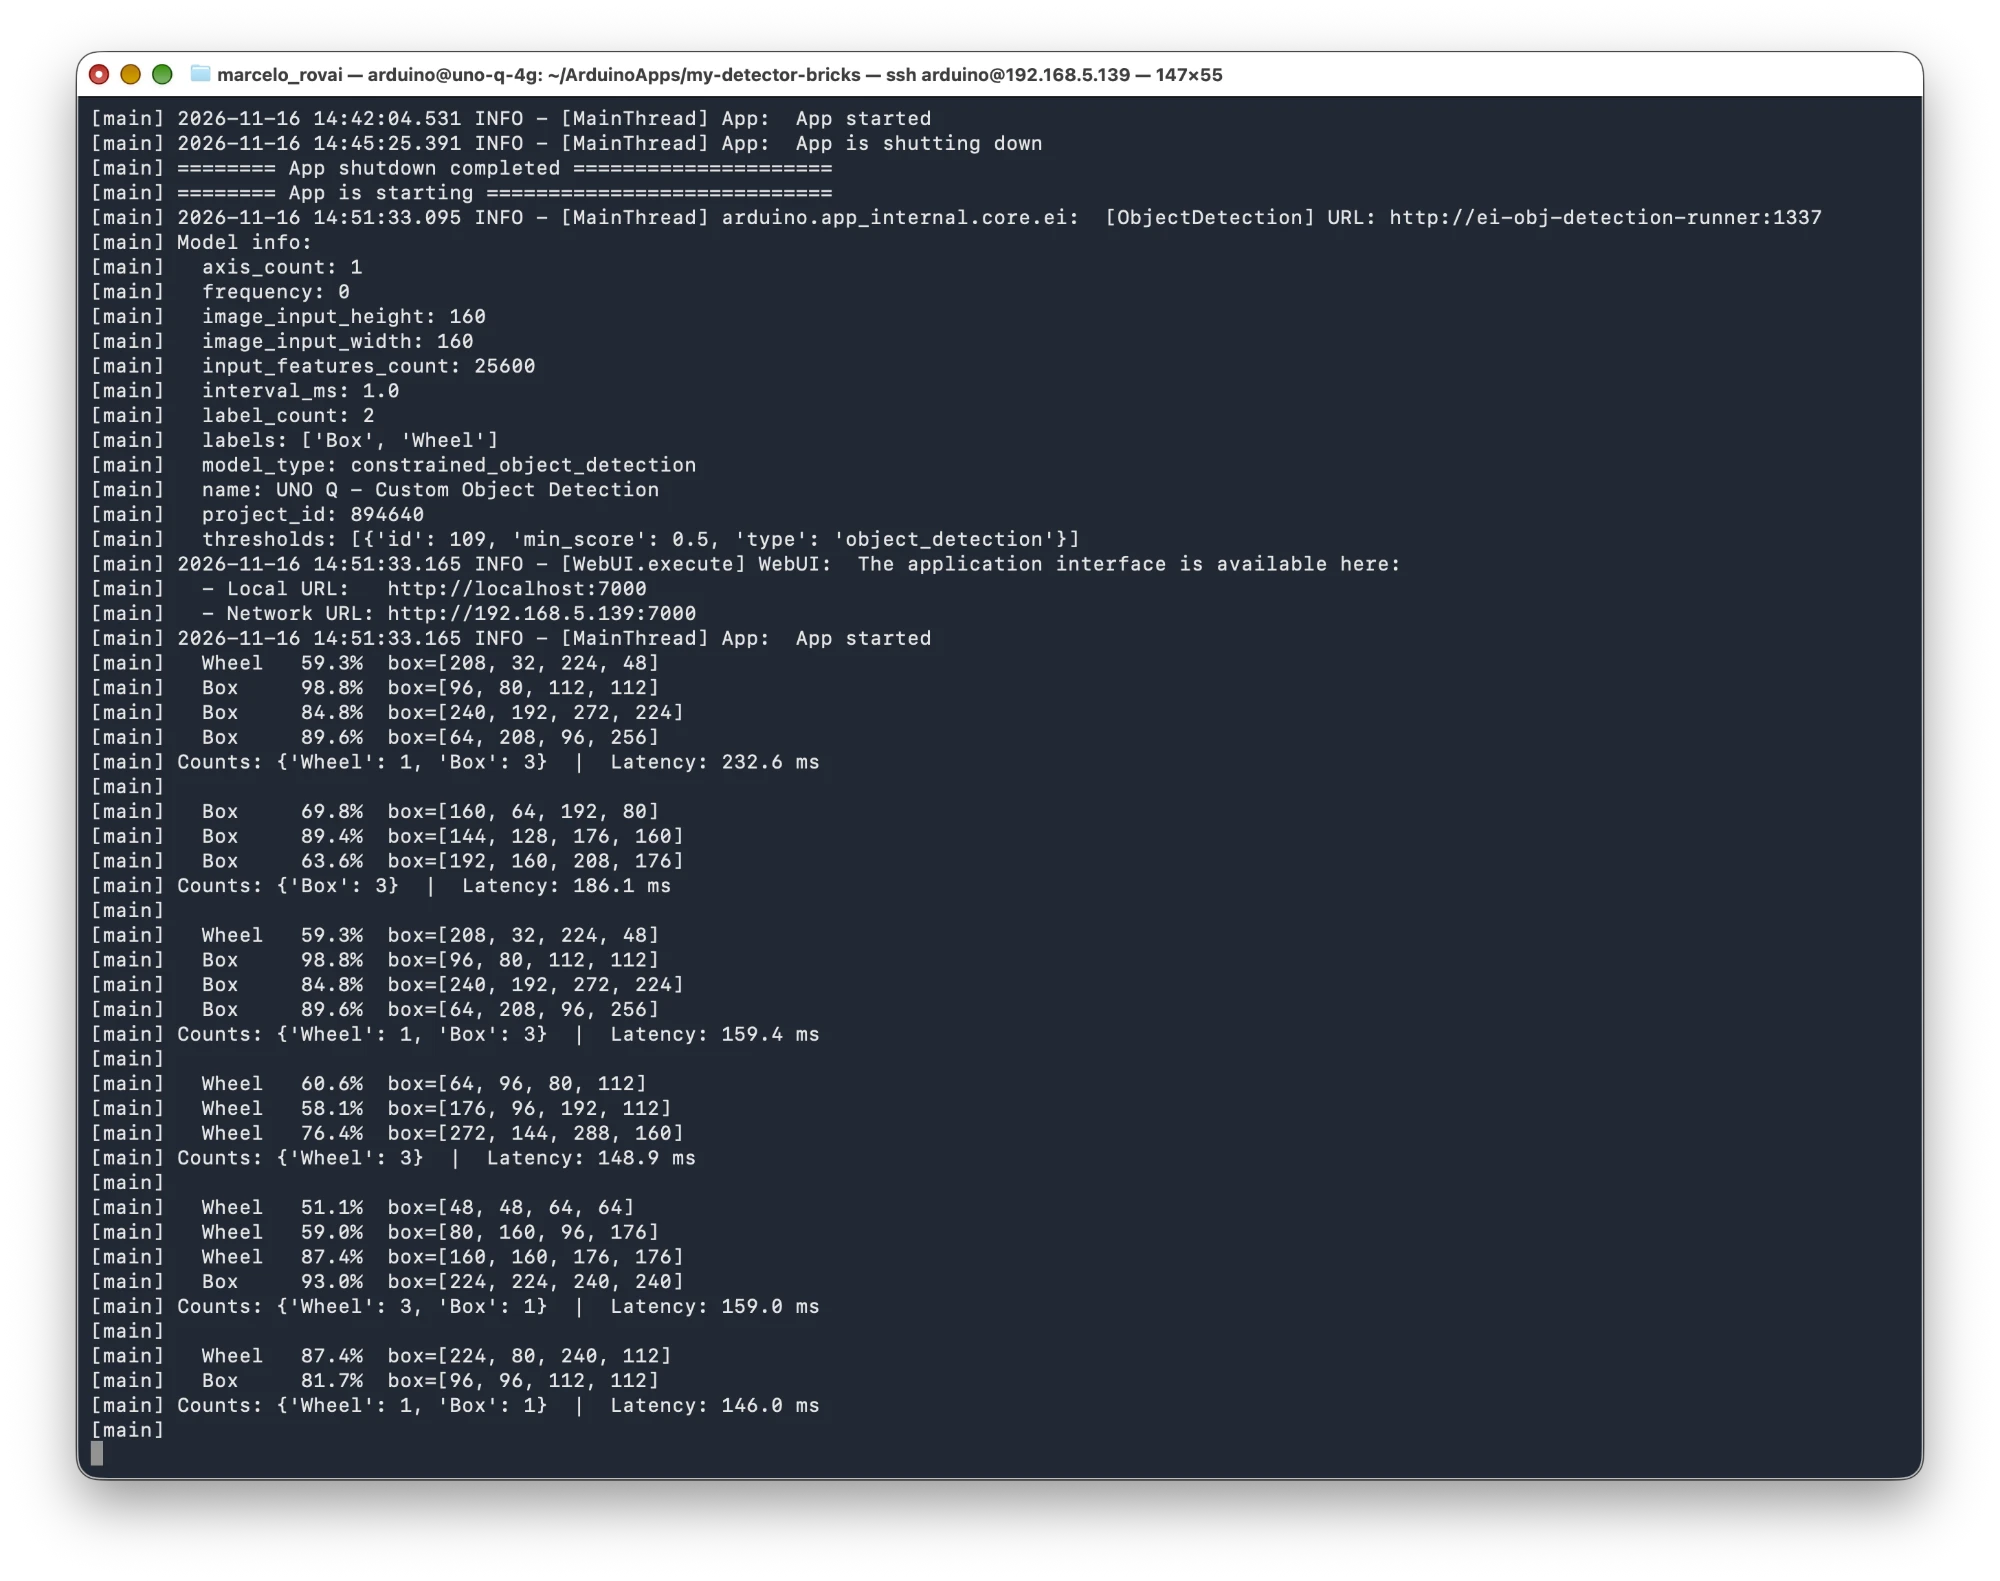 marcelo_rovai — arduino@uno-q-4g: ~/ArduinoApps/my-detector-bricks — ssh arduino@192.168.5.139 — 147×55
[main] 2026-11-16 14:42:04.531 INFO - [MainThread] App:  App started
[main] 2026-11-16 14:45:25.391 INFO - [MainThread] App:  App is shutting down
[main] ======== App shutdown completed =====================
[main] ======== App is starting ============================
[main] 2026-11-16 14:51:33.095 INFO - [MainThread] arduino.app_internal.core.ei:  [ObjectDetection] URL: http://ei-obj-detection-runner:1337
[main] Model info:
[main]   axis_count: 1
[main]   frequency: 0
[main]   image_input_height: 160
[main]   image_input_width: 160
[main]   input_features_count: 25600
[main]   interval_ms: 1.0
[main]   label_count: 2
[main]   labels: ['Box', 'Wheel']
[main]   model_type: constrained_object_detection
[main]   name: UNO Q - Custom Object Detection
[main]   project_id: 894640
[main]   thresholds: [{'id': 109, 'min_score': 0.5, 'type': 'object_detection'}]
[main] 2026-11-16 14:51:33.165 INFO - [WebUI.execute] WebUI:  The application interface is available here:
[main]   - Local URL:   http://localhost:7000
[main]   - Network URL: http://192.168.5.139:7000
[main] 2026-11-16 14:51:33.165 INFO - [MainThread] App:  App started
[main]   Wheel   59.3%  box=[208, 32, 224, 48]
[main]   Box     98.8%  box=[96, 80, 112, 112]
[main]   Box     84.8%  box=[240, 192, 272, 224]
[main]   Box     89.6%  box=[64, 208, 96, 256]
[main] Counts: {'Wheel': 1, 'Box': 3}  |  Latency: 232.6 ms
[main]
[main]   Box     69.8%  box=[160, 64, 192, 80]
[main]   Box     89.4%  box=[144, 128, 176, 160]
[main]   Box     63.6%  box=[192, 160, 208, 176]
[main] Counts: {'Box': 3}  |  Latency: 186.1 ms
[main]
[main]   Wheel   59.3%  box=[208, 32, 224, 48]
[main]   Box     98.8%  box=[96, 80, 112, 112]
[main]   Box     84.8%  box=[240, 192, 272, 224]
[main]   Box     89.6%  box=[64, 208, 96, 256]
[main] Counts: {'Wheel': 1, 'Box': 3}  |  Latency: 159.4 ms
[main]
[main]   Wheel   60.6%  box=[64, 96, 80, 112]
[main]   Wheel   58.1%  box=[176, 96, 192, 112]
[main]   Wheel   76.4%  box=[272, 144, 288, 160]
[main] Counts: {'Wheel': 3}  |  Latency: 148.9 ms
[main]
[main]   Wheel   51.1%  box=[48, 48, 64, 64]
[main]   Wheel   59.0%  box=[80, 160, 96, 176]
[main]   Wheel   87.4%  box=[160, 160, 176, 176]
[main]   Box     93.0%  box=[224, 224, 240, 240]
[main] Counts: {'Wheel': 3, 'Box': 1}  |  Latency: 159.0 ms
[main]
[main]   Wheel   87.4%  box=[224, 80, 240, 112]
[main]   Box     81.7%  box=[96, 96, 112, 112]
[main] Counts: {'Wheel': 1, 'Box': 1}  |  Latency: 146.0 ms
[main]